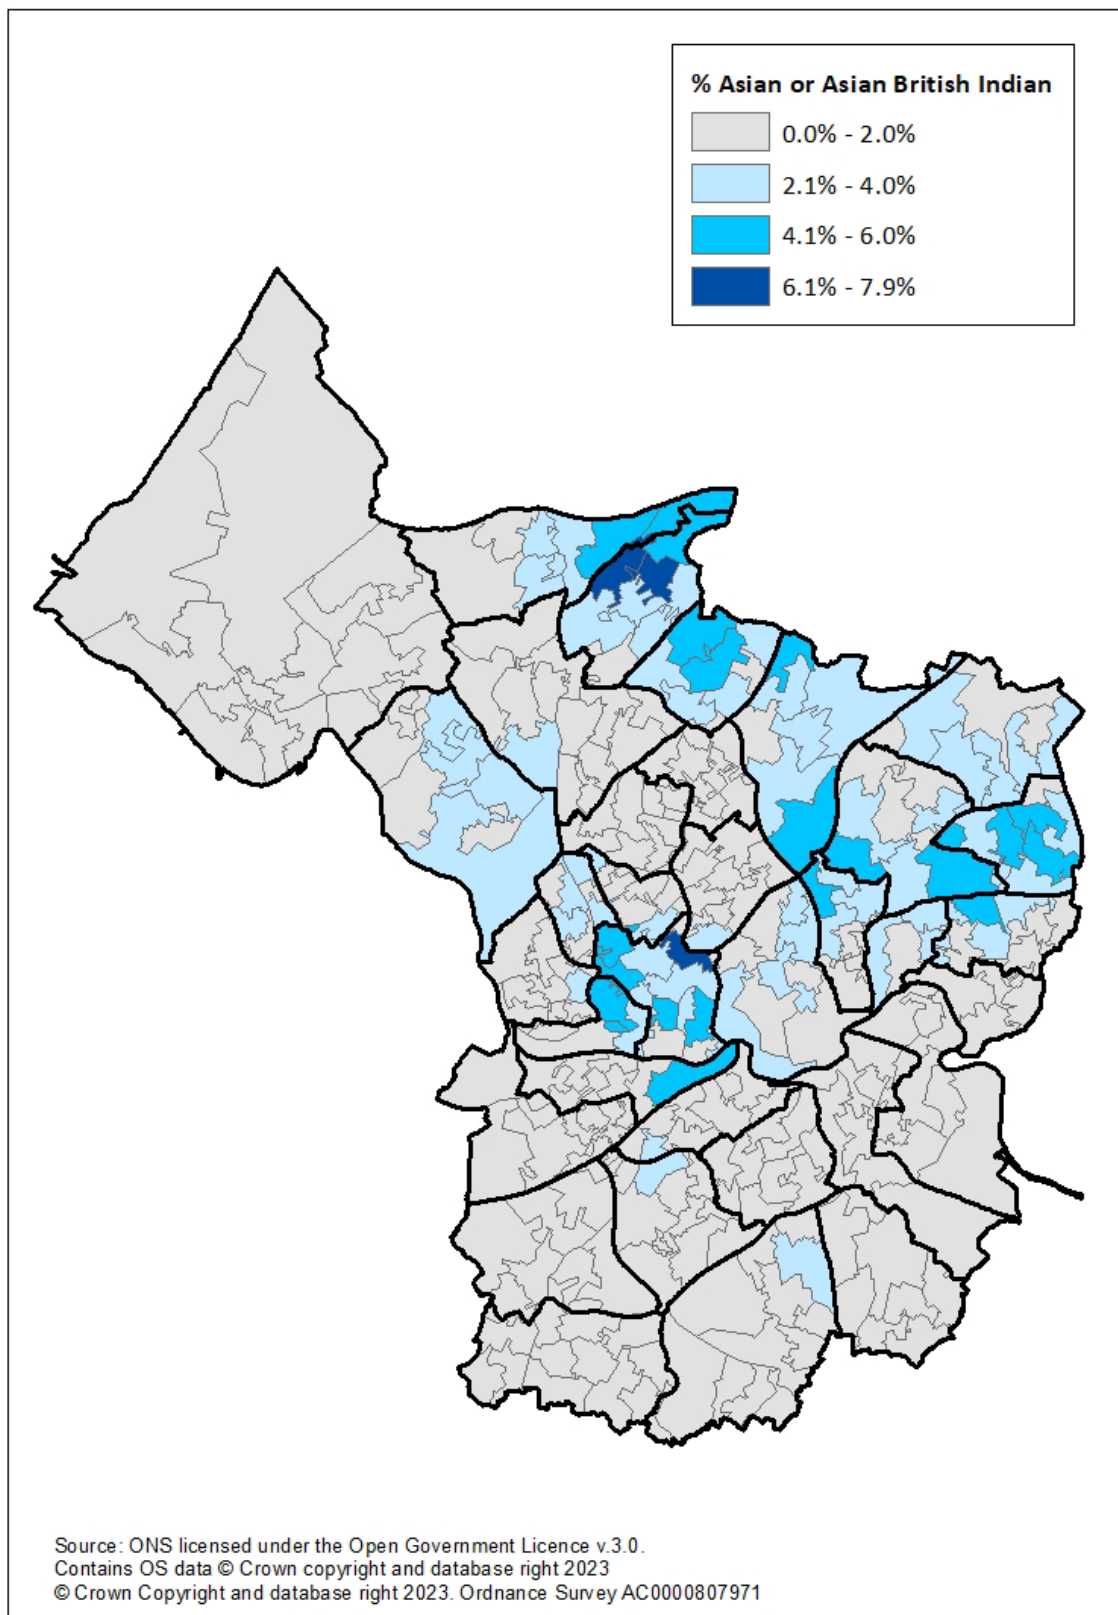 % Asian or Asian British Indian
0.0% - 2.0%
2.1% - 4.0%
4.1% - 6.0%
6.1% - 7.9%
Source: ONS licensed under the Open Government Licence v.3.0.
Contains OS data © Crown copyright and database right 2023
© Crown Copyright and database right 2023. Ordnance Survey AC0000807971